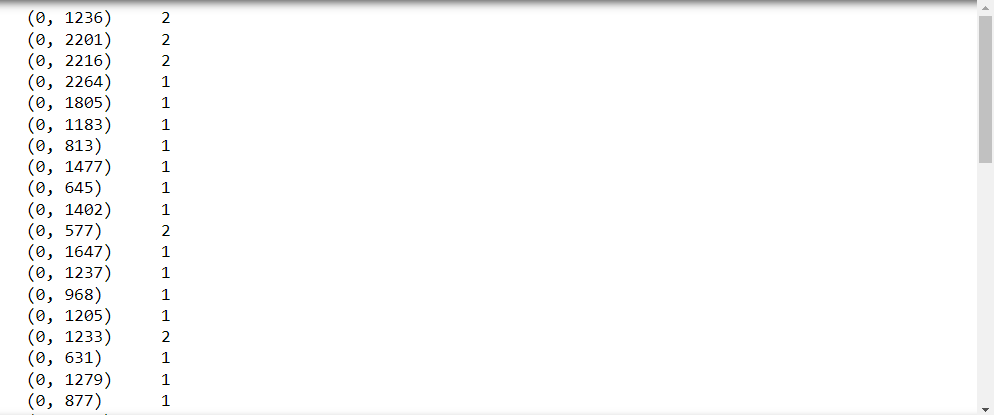 (0, 1236) 2
(0, 2201) 2
(0, 2216) 2
(0, 2264) 1
(0, 1805) 1
(0, 1183) 1
(0, 813) 1
(0, 1477) 1
(0, 645) 1
(0, 1402) 1
(0, 577) 2
(0, 1647) 1
(0, 1237) 1
(0, 968) 1
(0, 1205) 1
(0, 1233) 2
(0, 631) 1
(0, 1279) 1
(0, 877) 1